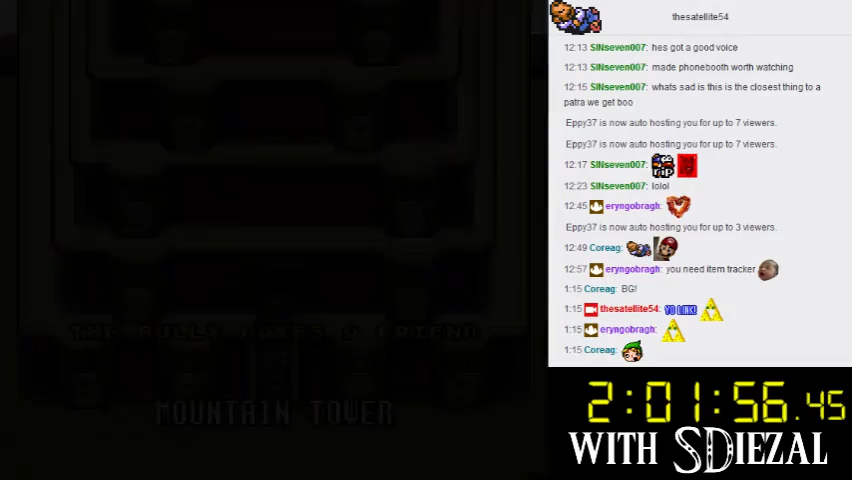 thesatellite54
12:13 SINseven007: hes got a good voice
12:13 SINseven007: made phonebooth worth watching
12:15 SINseven007: whats sad is this is the closest thing to a
patra we get boo
Eppy37 is now auto hosting you for up to 7 viewers.
Eppy37 is now auto hosting you for up to 7 viewers.
12:17 SINseven007: rip
12:23 SINseven007: lolol
12:45 eryngobragh:
Eppy37 is now auto hosting you for up to 3 viewers.
12:49 Coreag:
12:57 eryngobragh: you need item tracker
1:15 Coreag: BG!
1:15 thesatellite54: YO LINK!
1:15 eryngobragh:
1:15 Coreag:
THE BULLY MAKES A FRIEND
MOUNTAIN TOWER
2:01:56.45
WITH SDIEZAL